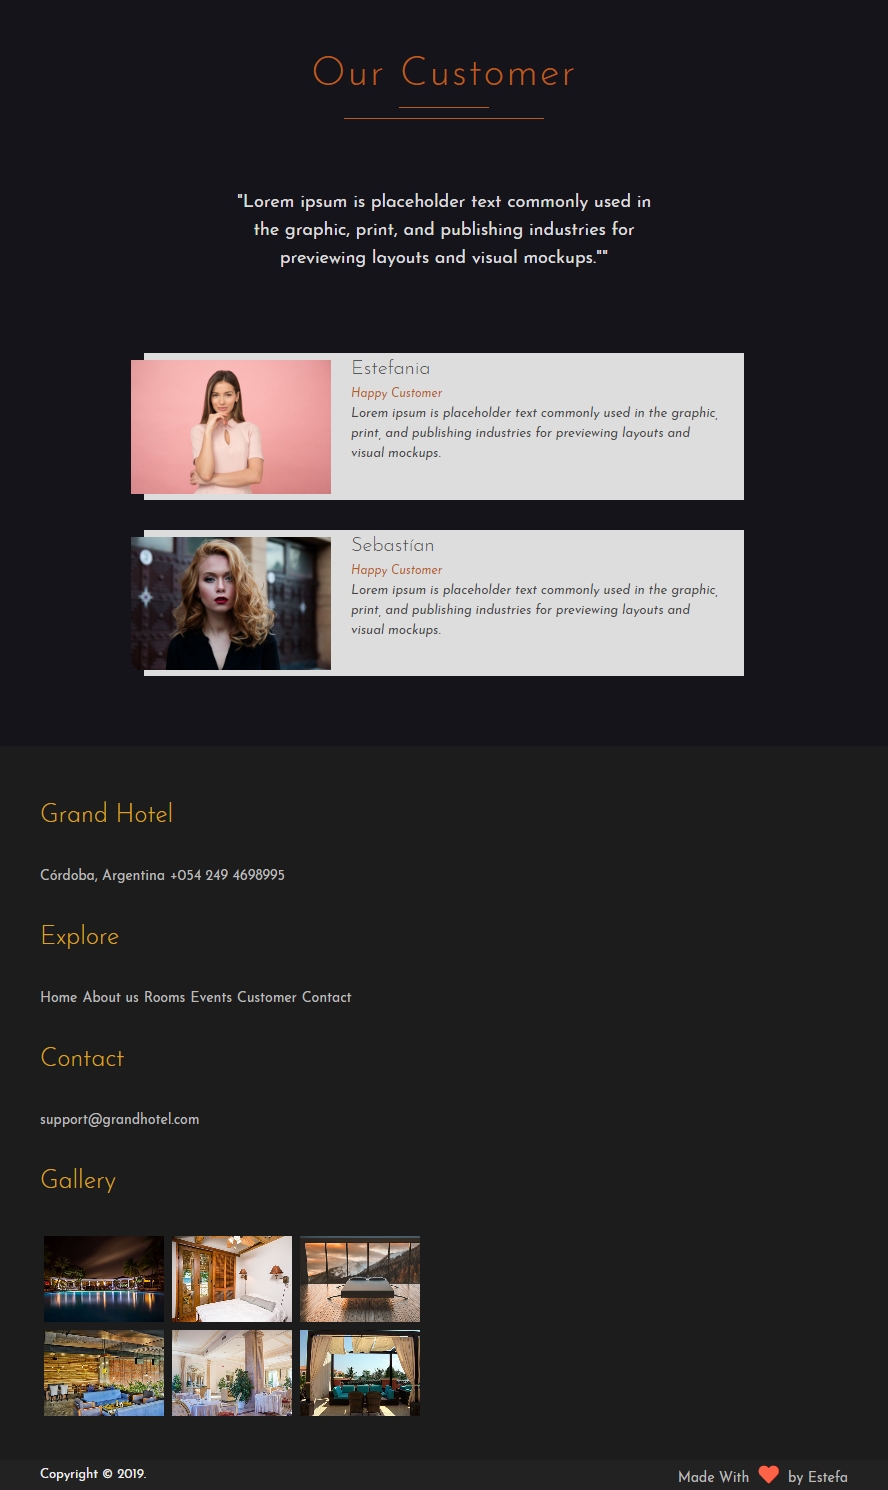 Our Customer
"Lorem ipsum is placeholder text commonly used in
the graphic, print, and publishing industries for
previewing layouts and visual mockups.""
Estefania
Happy Customer
Lorem ipsum is placeholder text commonly used in the graphic,
print, and publishing industries for previewing layouts and
visual mockups.
Sebastían
Happy Customer
Lorem ipsum is placeholder text commonly used in the graphic,
print, and publishing industries for previewing layouts and
visual mockups.
Grand Hotel
Córdoba, Argentina +054 249 4698995
Explore
Home About us Rooms Events Customer Contact
Contact
support@grandhotel.com
Gallery
Copyright © 2019.
Made With ❤ by Estefa